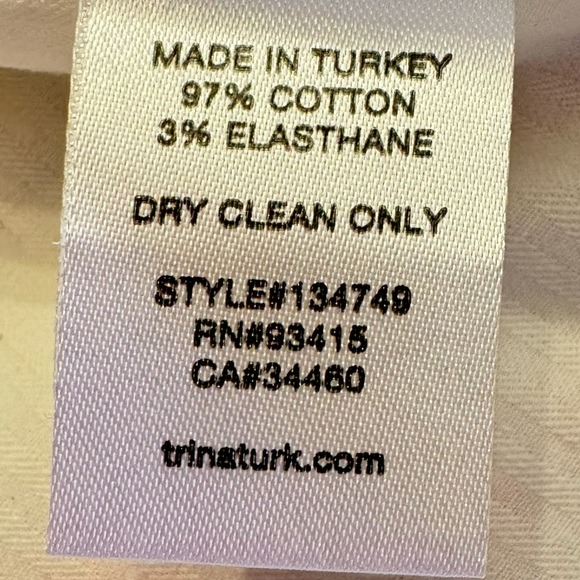 MADE IN TURKEY
97% COTTON
3% ELASTHANE
DRY CLEAN ONLY
STYLE#134749
RN#93415
CA#34460
trinaturk.com